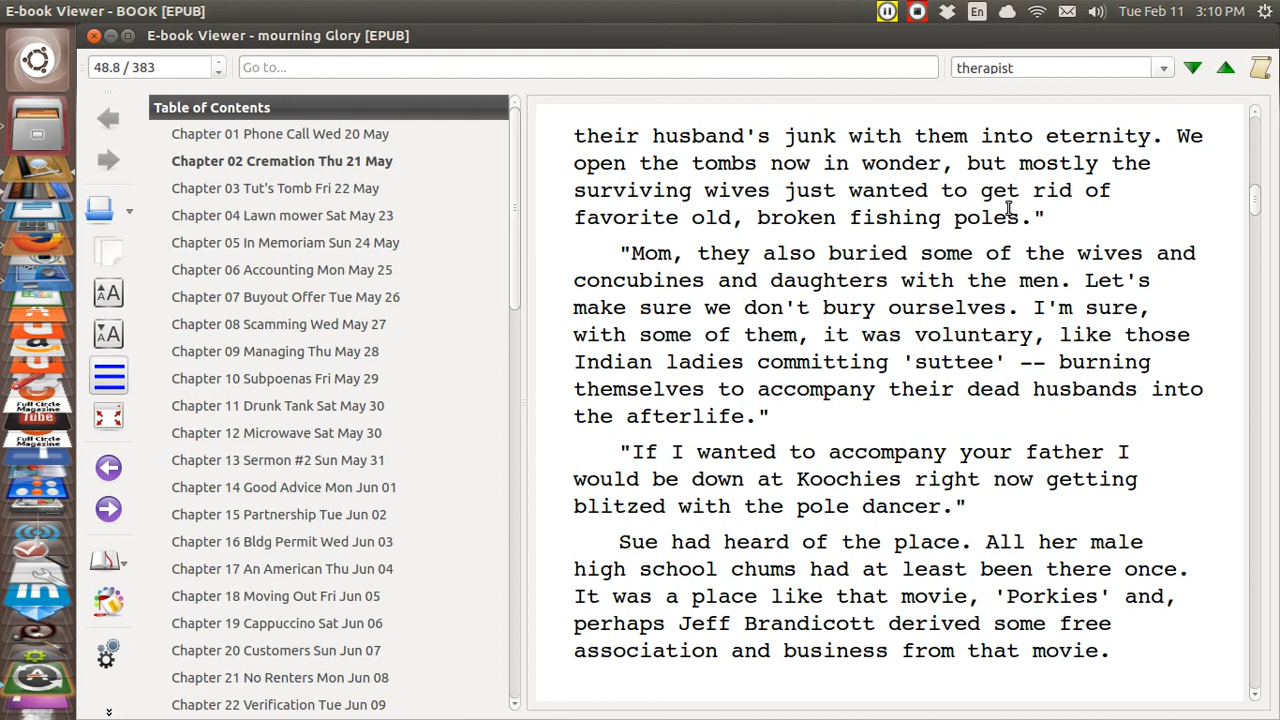 E-book Viewer - BOOK [EPUB]
En
Tue Feb 11 3:10 PM
E-book Viewer - mourning Glory [EPUB]
48.8 / 383
Go to...
therapist
Table of Contents
Chapter 01 Phone Call Wed 20 May
Chapter 02 Cremation Thu 21 May
Chapter 03 Tut's Tomb Fri 22 May
Chapter 04 Lawn mower Sat May 23
Chapter 05 In Memoriam Sun 24 May
Chapter 06 Accounting Mon May 25
Chapter 07 Buyout Offer Tue May 26
Chapter 08 Scamming Wed May 27
Chapter 09 Managing Thu May 28
Chapter 10 Subpoenas Fri May 29
Chapter 11 Drunk Tank Sat May 30
Chapter 12 Microwave Sat May 30
Chapter 13 Sermon #2 Sun May 31
Chapter 14 Good Advice Mon Jun 01
Chapter 15 Partnership Tue Jun 02
Chapter 16 Bldg Permit Wed Jun 03
Chapter 17 An American Thu Jun 04
Chapter 18 Moving Out Fri Jun 05
Chapter 19 Cappuccino Sat Jun 06
Chapter 20 Customers Sun Jun 07
Chapter 21 No Renters Mon Jun 08
Chapter 22 Verification Tue Jun 09
their husband's junk with them into eternity. We
open the tombs now in wonder, but mostly the
surviving wives just wanted to get rid of
favorite old, broken fishing poles."
"Mom, they also buried some of the wives and
concubines and daughters with the men. Let's
make sure we don't bury ourselves. I'm sure,
with some of them, it was voluntary, like those
Indian ladies committing 'suttee' -- burning
themselves to accompany their dead husbands into
the afterlife."
"If I wanted to accompany your father I
would be down at Koochies right now getting
blitzed with the pole dancer."
Sue had heard of the place. All her male
high school chums had at least been there once.
It was a place like that movie, 'Porkies' and,
perhaps Jeff Brandicott derived some free
association and business from that movie.
A A
A A
Full Circle
Magazine
Tube
Full Circle
Magazine
in
A